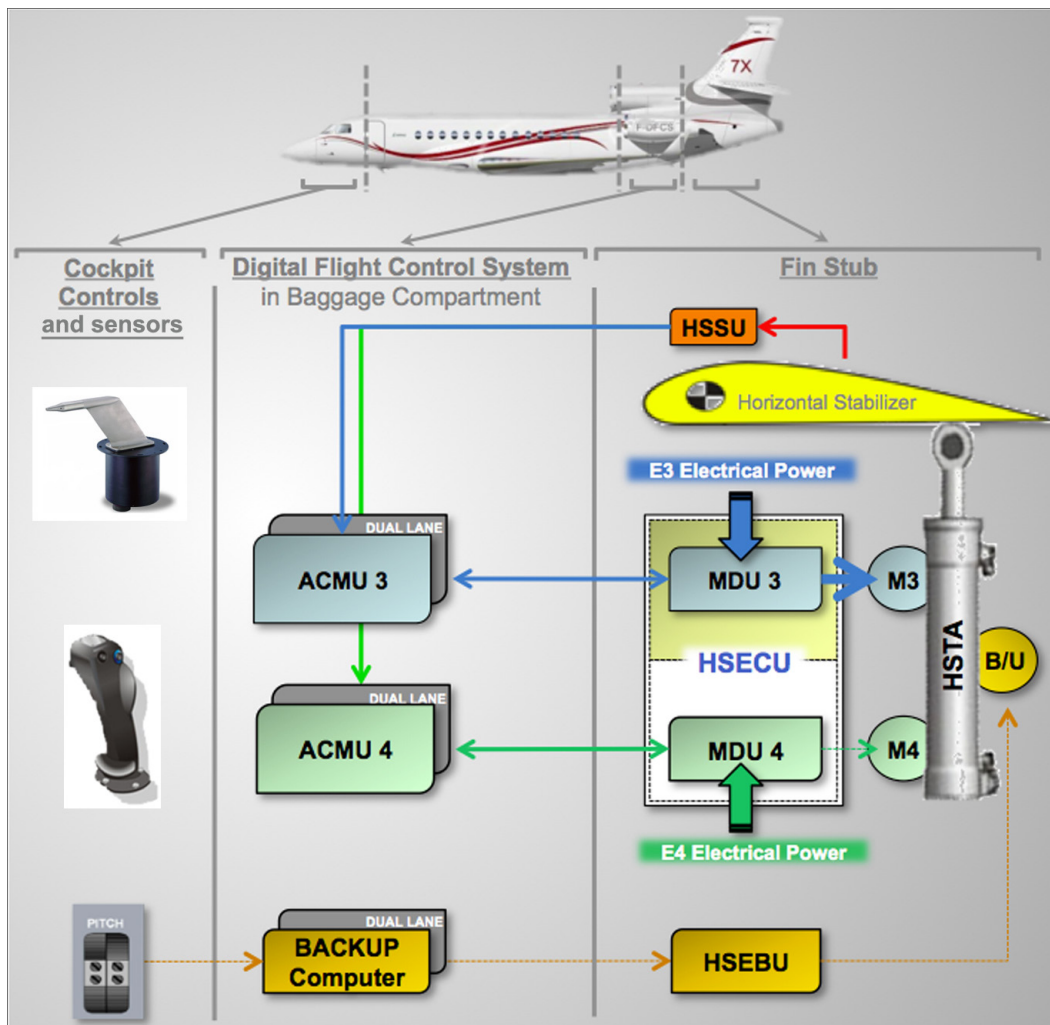 7X
F-OFCS
Cockpit
Controls
and sensors
Digital Flight Control System
in Baggage Compartment
Fin Stub
HSSU
Horizontal Stabilizer
E3 Electrical Power
DUAL LANE
ACMU 3
MDU 3
M3
HSECU
HSTA
B/U
DUAL LANE
ACMU 4
MDU 4
M4
E4 Electrical Power
PITCH
DUAL LANE
BACKUP
Computer
HSEBU